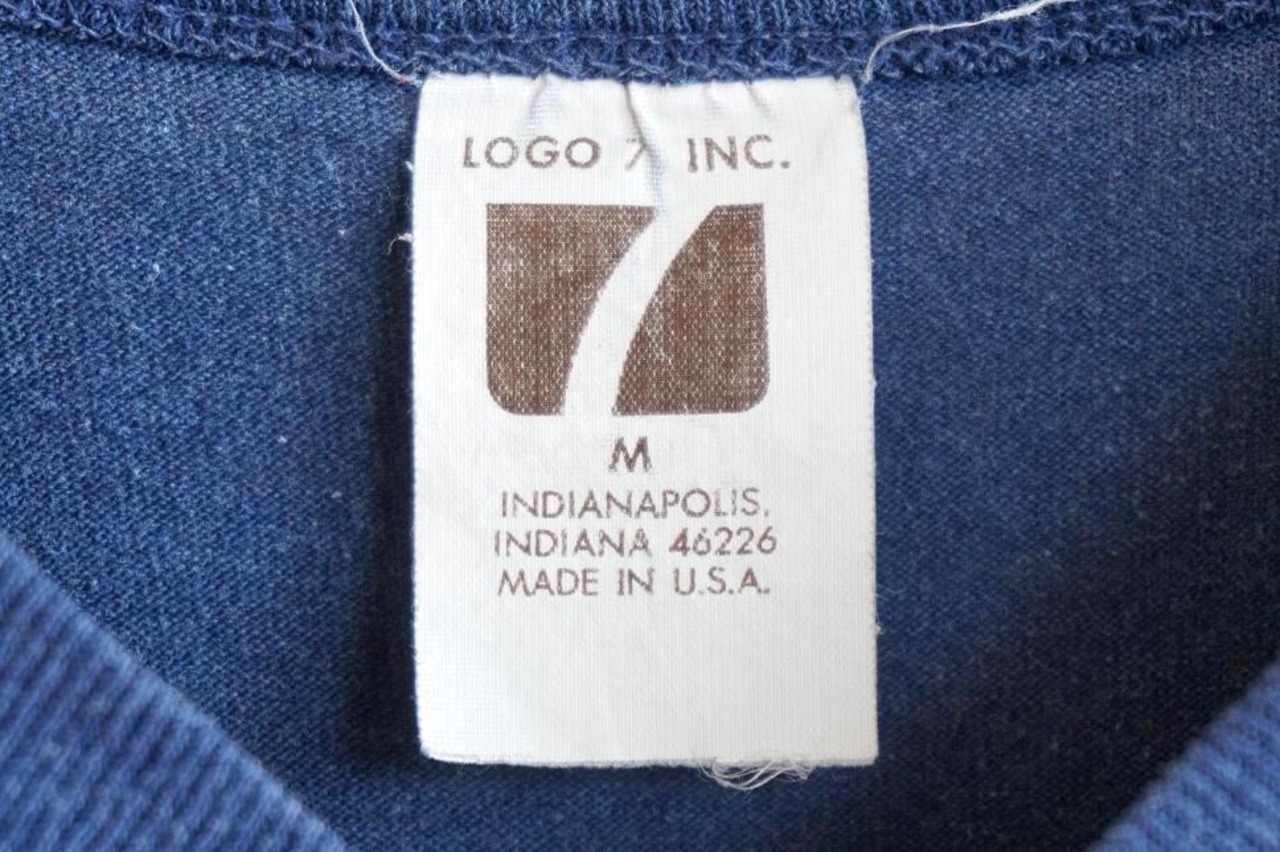 LOGO 7 INC.
7
M
INDIANAPOLIS,
INDIANA 46226
MADE IN U.S.A.